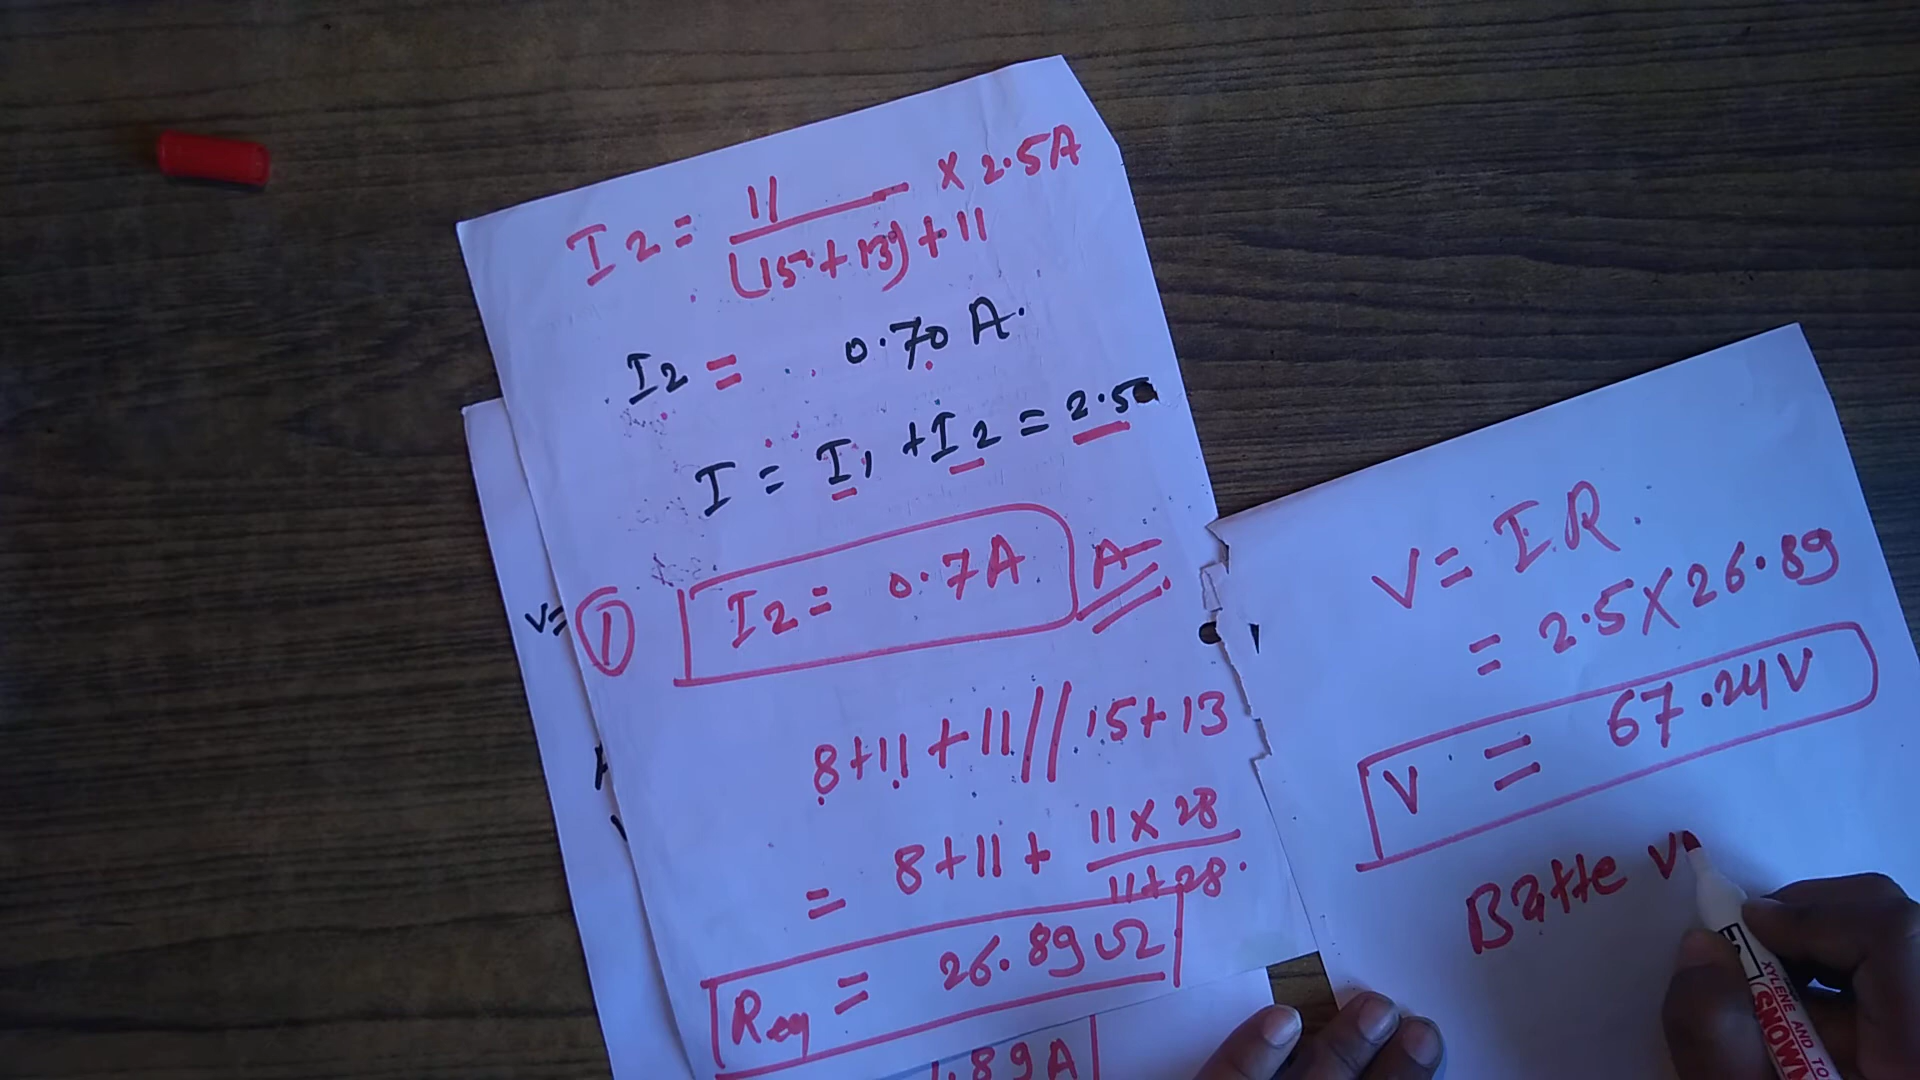 I2 = 11 / (15+13)+11 × 2.5A
I2 = 0.70 A.
I = I1 + I2 = 2.5
① I2 = 0.7A A
8+11+11//15+13
= 8+11+ 11×28 / 11+28.
Req = 26.89Ω
1.89A
V=
V= I.R.
= 2.5×26.89
V = 67.24V
Batte V
XYLENE AND TO
SNOW